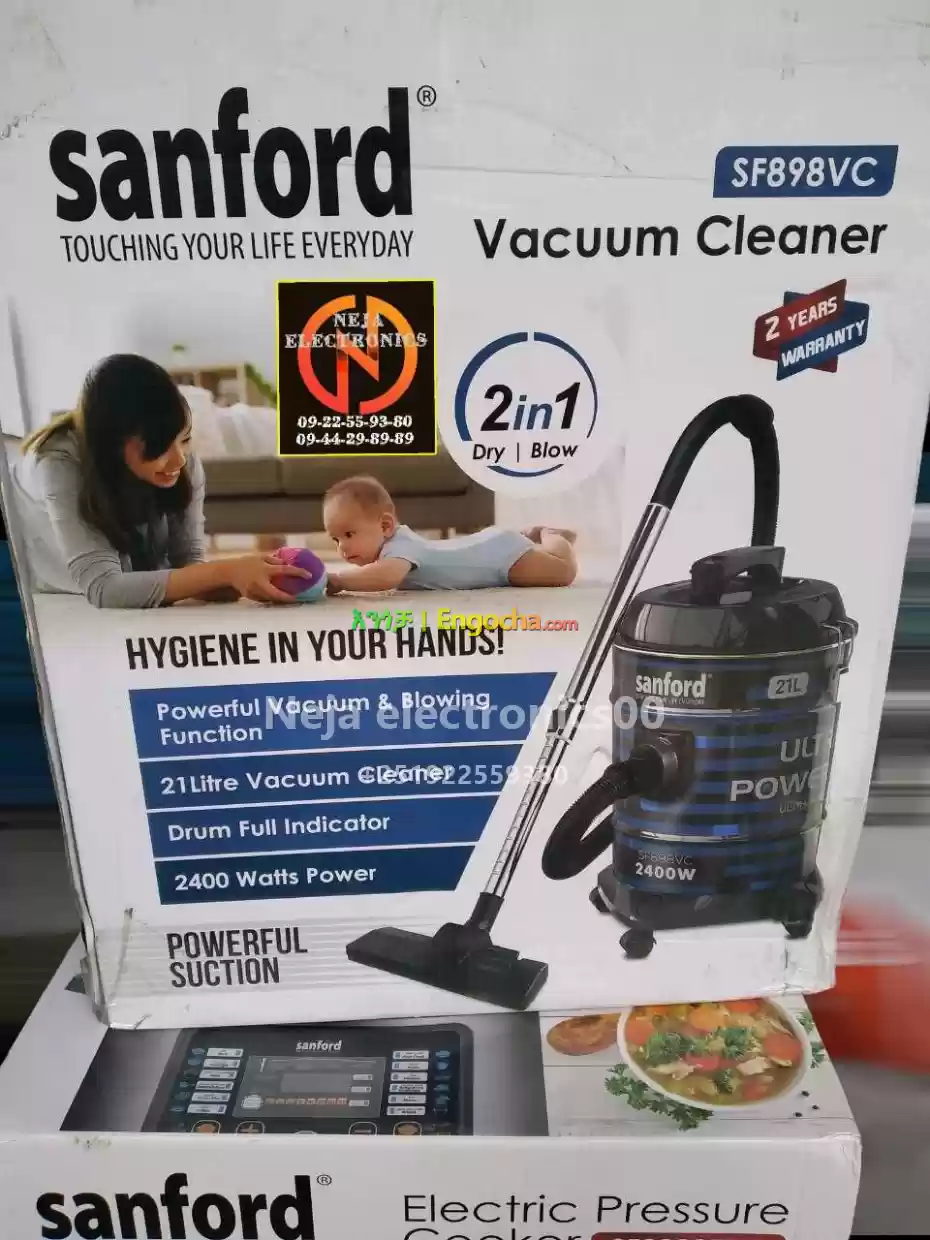 sanford®
TOUCHING YOUR LIFE EVERYDAY
SF898VC
Vacuum Cleaner
2 YEARS
WARRANTY
NEJA
ELECTRONICS
09-22-55-93-80
09-44-29-89-89
2in1
Dry | Blow
እንጎቻ | Engocha.com
HYGIENE IN YOUR HANDS!
Powerful Vacuum & Blowing
Function
Neja electronics00
21Litre Vacuum Cleaner
Drum Full Indicator
2400 Watts Power
POWERFUL
SUCTION
sanford
21L
POWE
SF898VC
2400W
sanford
sanford®
Electric Pressure
Cooker